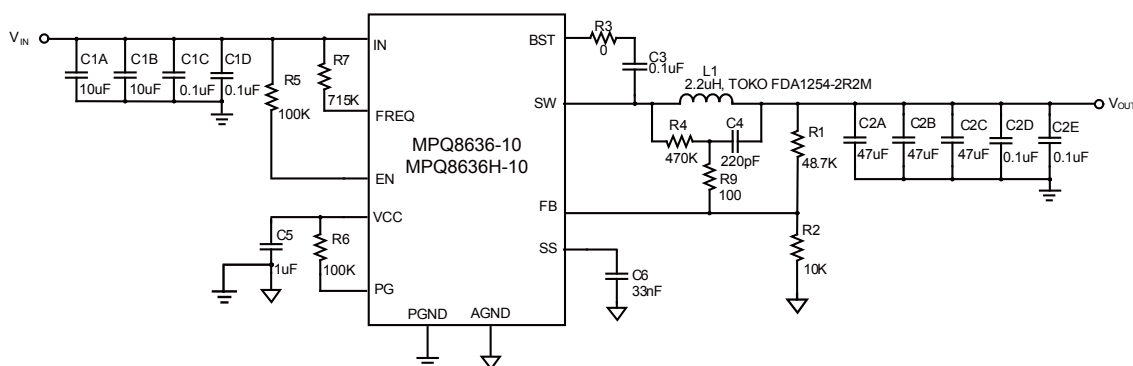 V IN
C1A
10uF
C1B
10uF
C1C
0.1uF
C1D
0.1uF
R5
100K
R7
715K
IN
FREQ
EN
VCC
PG
PGND
AGND
MPQ8636-10
MPQ8636H-10
BST
SW
FB
SS
C5
1uF
R6
100K
R3
0
C3
0.1uF
L1
2.2uH, TOKO FDA1254-2R2M
R4
470K
C4
220pF
R9
100
R1
48.7K
R2
10K
C6
33nF
C2A
47uF
C2B
47uF
C2C
47uF
C2D
0.1uF
C2E
0.1uF
V OUT